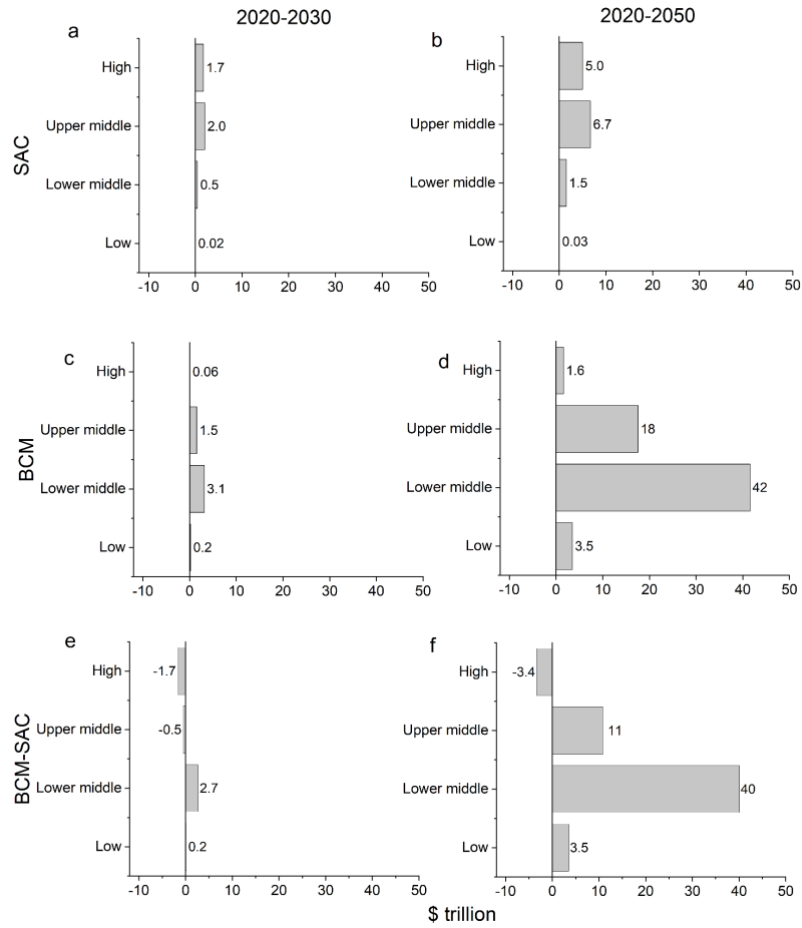 2020-2030
2020-2050
a
SAC
High
1.7
Upper middle
2.0
Lower middle
0.5
Low
0.02
-10 0 10 20 30 40 50
b
High
5.0
Upper middle
6.7
Lower middle
1.5
Low
0.03
-10 0 10 20 30 40 50
c
BCM
High
0.06
Upper middle
1.5
Lower middle
3.1
Low
0.2
-10 0 10 20 30 40 50
d
High
1.6
Upper middle
18
Lower middle
42
Low
3.5
-10 0 10 20 30 40 50
e
BCM-SAC
High
-1.7
Upper middle
-0.5
Lower middle
2.7
Low
0.2
-10 0 10 20 30 40 50
f
High
-3.4
Upper middle
11
Lower middle
40
Low
3.5
-10 0 10 20 30 40 50
$ trillion